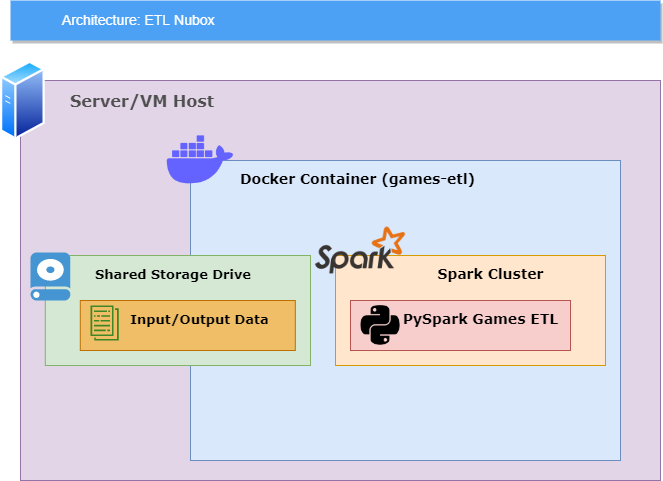 Architecture: ETL Nubox
Server/VM Host
Docker Container (games-etl)
Spark
Shared Storage Drive
Spark Cluster
Input/Output Data
PySpark Games ETL